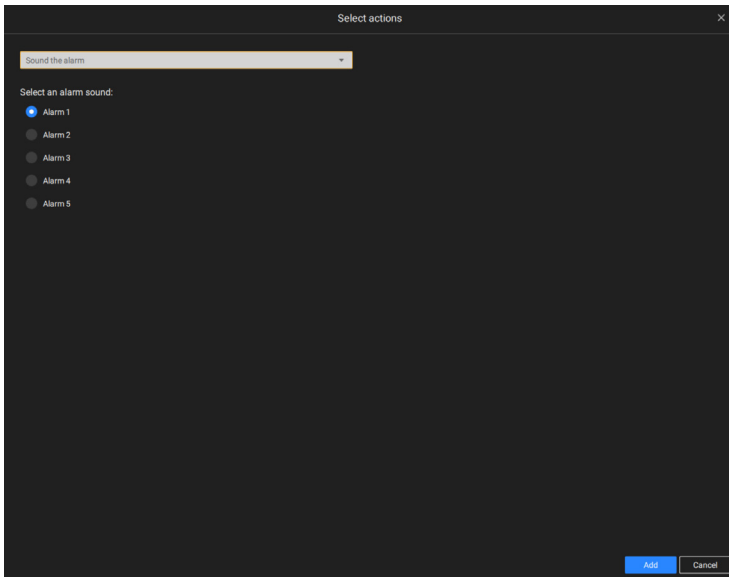 Select actions
Sound the alarm
Select an alarm sound:
Alarm 1
Alarm 2
Alarm 3
Alarm 4
Alarm 5
Add Cancel